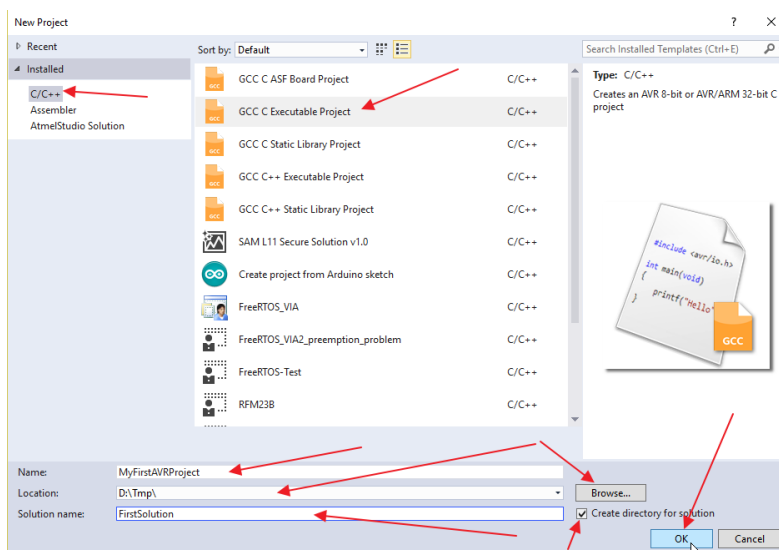 New Project
? ×
Recent
Installed
C/C++
Assembler
AtmelStudio Solution
Sort by: Default
Search Installed Templates (Ctrl+E)
GCC C ASF Board Project C/C++
GCC C Executable Project C/C++
GCC C Static Library Project C/C++
GCC C++ Executable Project C/C++
GCC C++ Static Library Project C/C++
SAM L11 Secure Solution v1.0 C/C++
Create project from Arduino sketch C/C++
FreeRTOS_VIA C/C++
FreeRTOS_VIA2_preemption_problem C/C++
FreeRTOS-Test C/C++
RFM23B C/C++
Type: C/C++
Creates an AVR 8-bit or AVR/ARM 32-bit C
project
#include <avr/io.h>
int main(void)
{
printf("Hello"
}
GCC
Name: MyFirstAVRProject
Location: D:\Tmp\
Browse...
Solution name: FirstSolution
Create directory for solution
OK Cancel